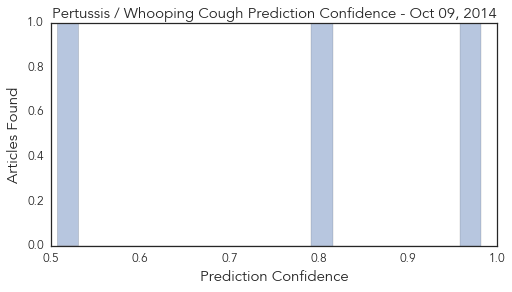 Pertussis / Whooping Cough Prediction Confidence - Oct 09, 2014
1.0
0.8
0.6
0.4
0.2
0.0
Articles Found
0.5 0.6 0.7 0.8 0.9 1.0
Prediction Confidence